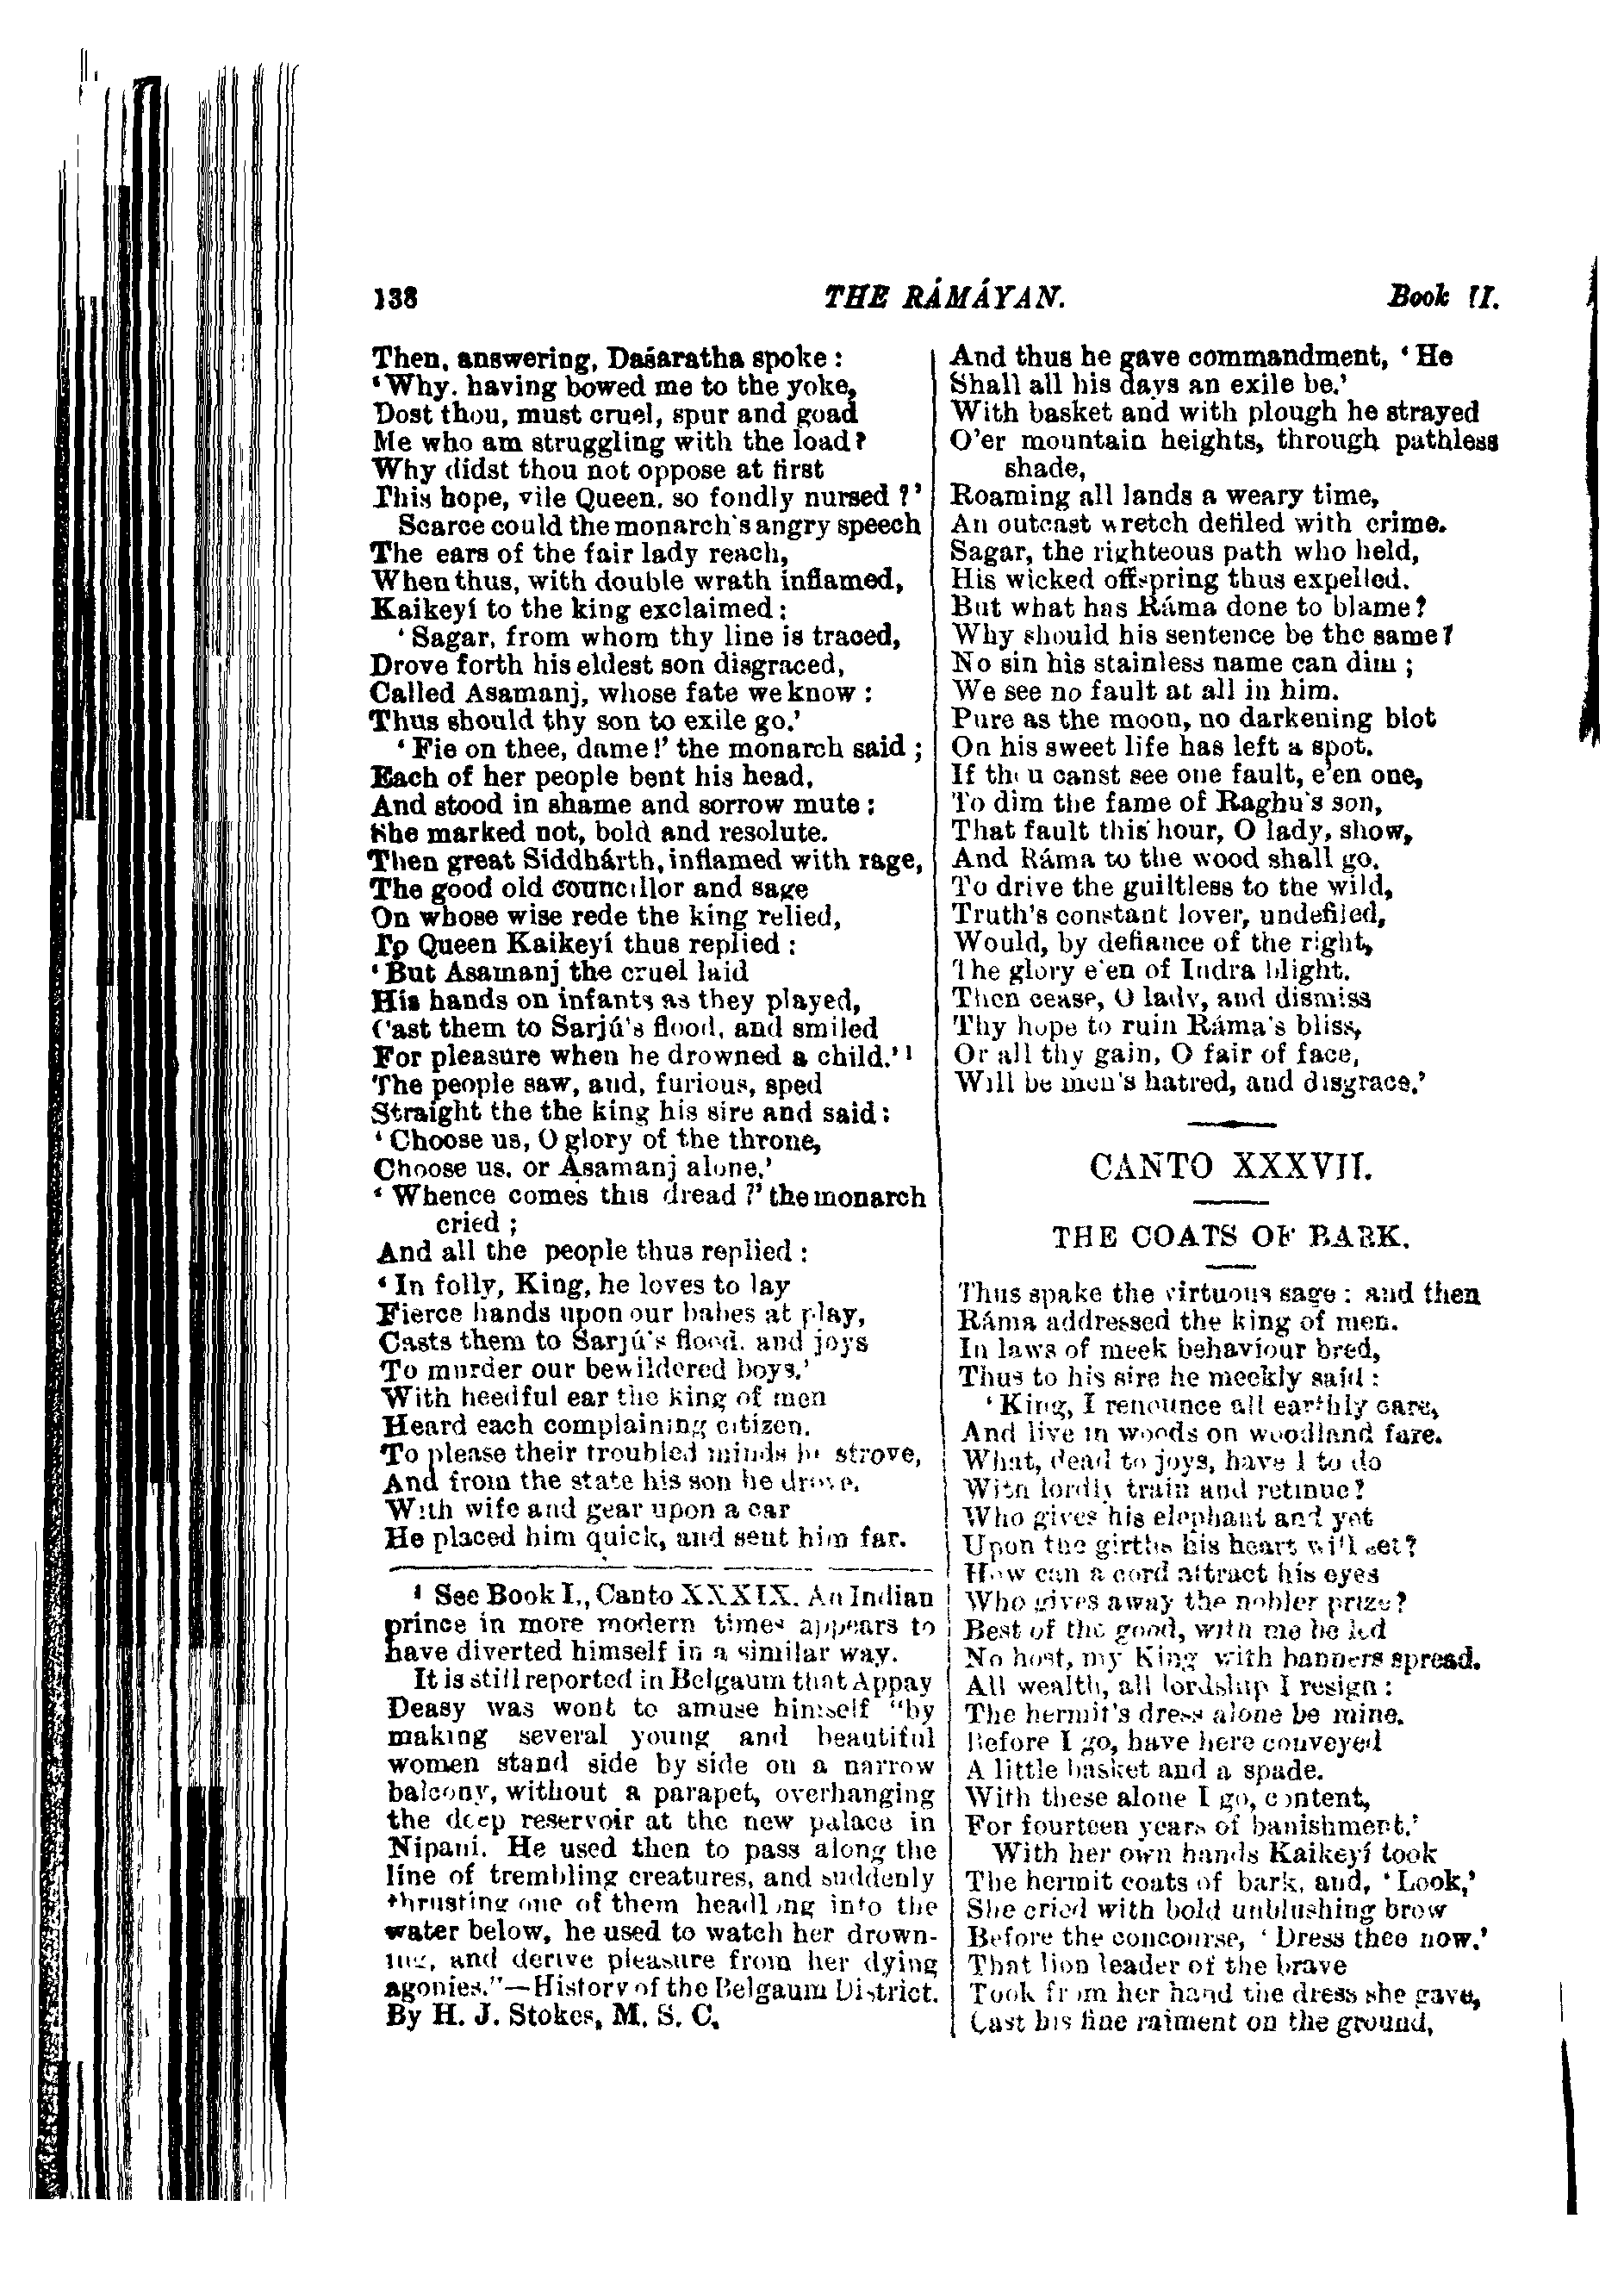 138 THE RÁMÁYAN. Book II.
Then, answering, Daśaratha spoke :
‘Why, having bowed me to the yoke,
Dost thou, must cruel, spur and goad
Me who am struggling with the load?
Why didst thou not oppose at first
This hope, vile Queen, so fondly nursed ?’
Scarce could the monarch's angry speech
The ears of the fair lady reach,
When thus, with double wrath inflamed,
Kaikeyí to the king exclaimed :
‘Sagar, from whom thy line is traced,
Drove forth his eldest son disgraced,
Called Asamanj, whose fate we know :
Thus should thy son to exile go.’
‘Fie on thee, dame!’ the monarch said ;
Each of her people bent his head,
And stood in shame and sorrow mute :
She marked not, bold and resolute.
Then great Siddhárth, inflamed with rage,
The good old councillor and sage
On whose wise rede the king relied,
To Queen Kaikeyí thus replied :
‘But Asamanj the cruel laid
His hands on infants as they played,
Cast them to Sarjú's flood, and smiled
For pleasure when he drowned a child.’¹
The people saw, and, furious, sped
Straight the the king his sire and said :
‘Choose us, O glory of the throne,
Choose us, or Asamanj alone.’
‘Whence comes this dread ?’ the monarch
cried ;
And all the people thus replied :
‘In folly, King, he loves to lay
Fierce hands upon our babes at play,
Casts them to Sarjú's flood, and joys
To murder our bewildered boys.’
With heedful ear the king of men
Heard each complaining citizen.
To please their troubled minds he strove,
And from the state his son he drove.
With wife and gear upon a car
He placed him quick, and sent him far.
¹ See Book I., Canto XXXIX. An Indian
prince in more modern times appears to
have diverted himself in a similar way.
It is still reported in Belgaum that Appay
Deasy was wont to amuse himself "by
making several young and beautiful
women stand side by side on a narrow
balcony, without a parapet, overhanging
the deep reservoir at the new palace in
Nipani. He used then to pass along the
line of trembling creatures, and suddenly
thrusting one of them headlong into the
water below, he used to watch her drown-
ing, and derive pleasure from her dying
agonies."—History of the Belgaum District.
By H. J. Stokes, M. S. C.
And thus he gave commandment, ‘He
Shall all his days an exile be.’
With basket and with plough he strayed
O'er mountain heights, through pathless
shade,
Roaming all lands a weary time,
An outcast wretch defiled with crime.
Sagar, the righteous path who held,
His wicked offspring thus expelled.
But what has Ráma done to blame?
Why should his sentence be the same?
No sin his stainless name can dim ;
We see no fault at all in him.
Pure as the moon, no darkening blot
On his sweet life has left a spot.
If thou canst see one fault, e'en one,
To dim the fame of Raghu's son,
That fault this hour, O lady, show,
And Ráma to the wood shall go.
To drive the guiltless to the wild,
Truth's constant lover, undefiled,
Would, by defiance of the right,
The glory e'en of Indra blight.
Then cease, O lady, and dismiss
Thy hope to ruin Ráma's bliss,
Or all thy gain, O fair of face,
Will be men's hatred, and disgrace.’
CANTO XXXVII.
THE COATS OF BARK.
Thus spake the virtuous sage : and then
Ráma addressed the king of men.
In laws of meek behaviour bred,
Thus to his sire he meekly said :
‘King, I renounce all earthly care,
And live in woods on woodland fare.
What, dead to joys, have I to do
With lordly train and retinue?
Who gives his elephant and yet
Upon the girths his heart will set?
How can a cord attract his eyes
Who gives away the nobler prize?
Best of the good, with me be led
No host, my King with banners spread.
All wealth, all lordship I resign :
The hermit's dress alone be mine.
Before I go, have here conveyed
A little basket and a spade.
With these alone I go, content,
For fourteen years of banishment.’
With her own hands Kaikeyí took
The hermit coats of bark, and, ‘Look,’
She cried with bold unblushing brow
Before the concourse, ‘Dress thee now.’
That lion leader of the brave
Took from her hand the dress she gave,
Cast his fine raiment on the ground,